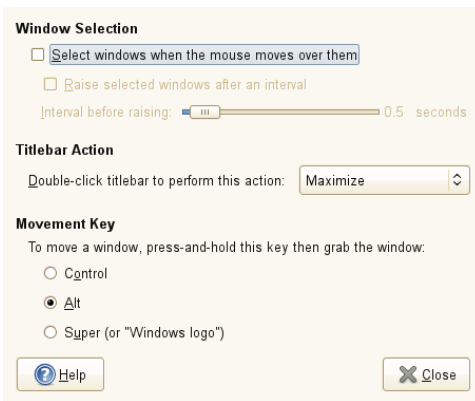 Window Selection
Select windows when the mouse moves over them
Raise selected windows after an interval
Interval before raising: 0.5 seconds
Titlebar Action
Double-click titlebar to perform this action: Maximize
Movement Key
To move a window, press-and-hold this key then grab the window:
Control
Alt
Super (or "Windows logo")
Help Close